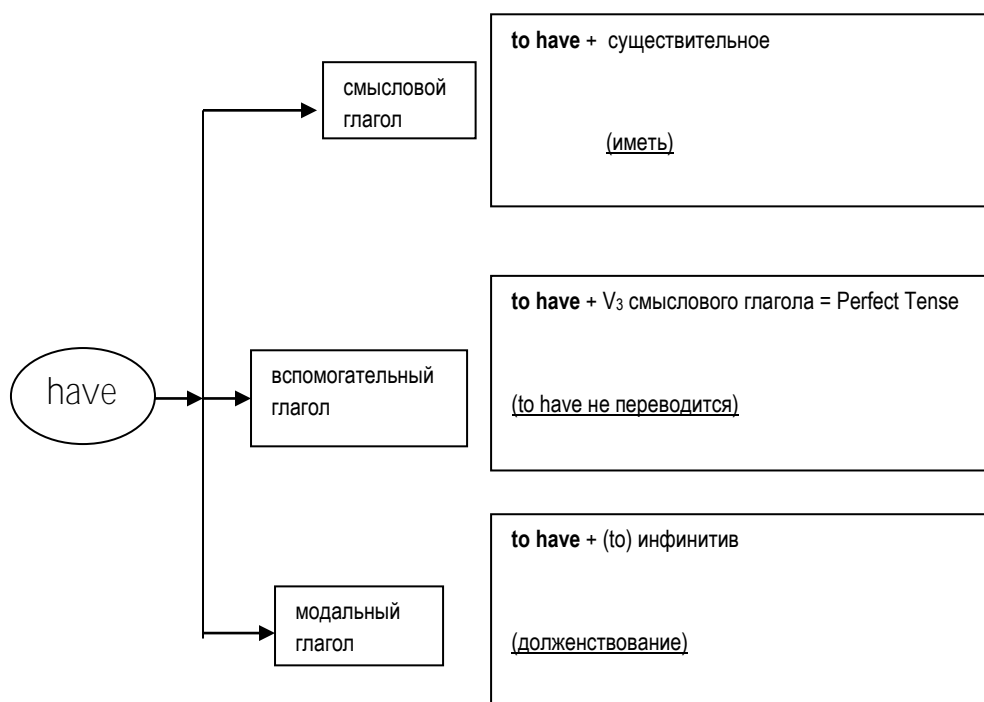 have
смысловой
глагол
to have + существительное
(иметь)
вспомогательный
глагол
to have + V₃ смыслового глагола = Perfect Tense
(to have не переводится)
модальный
глагол
to have + (to) инфинитив
(долженствование)